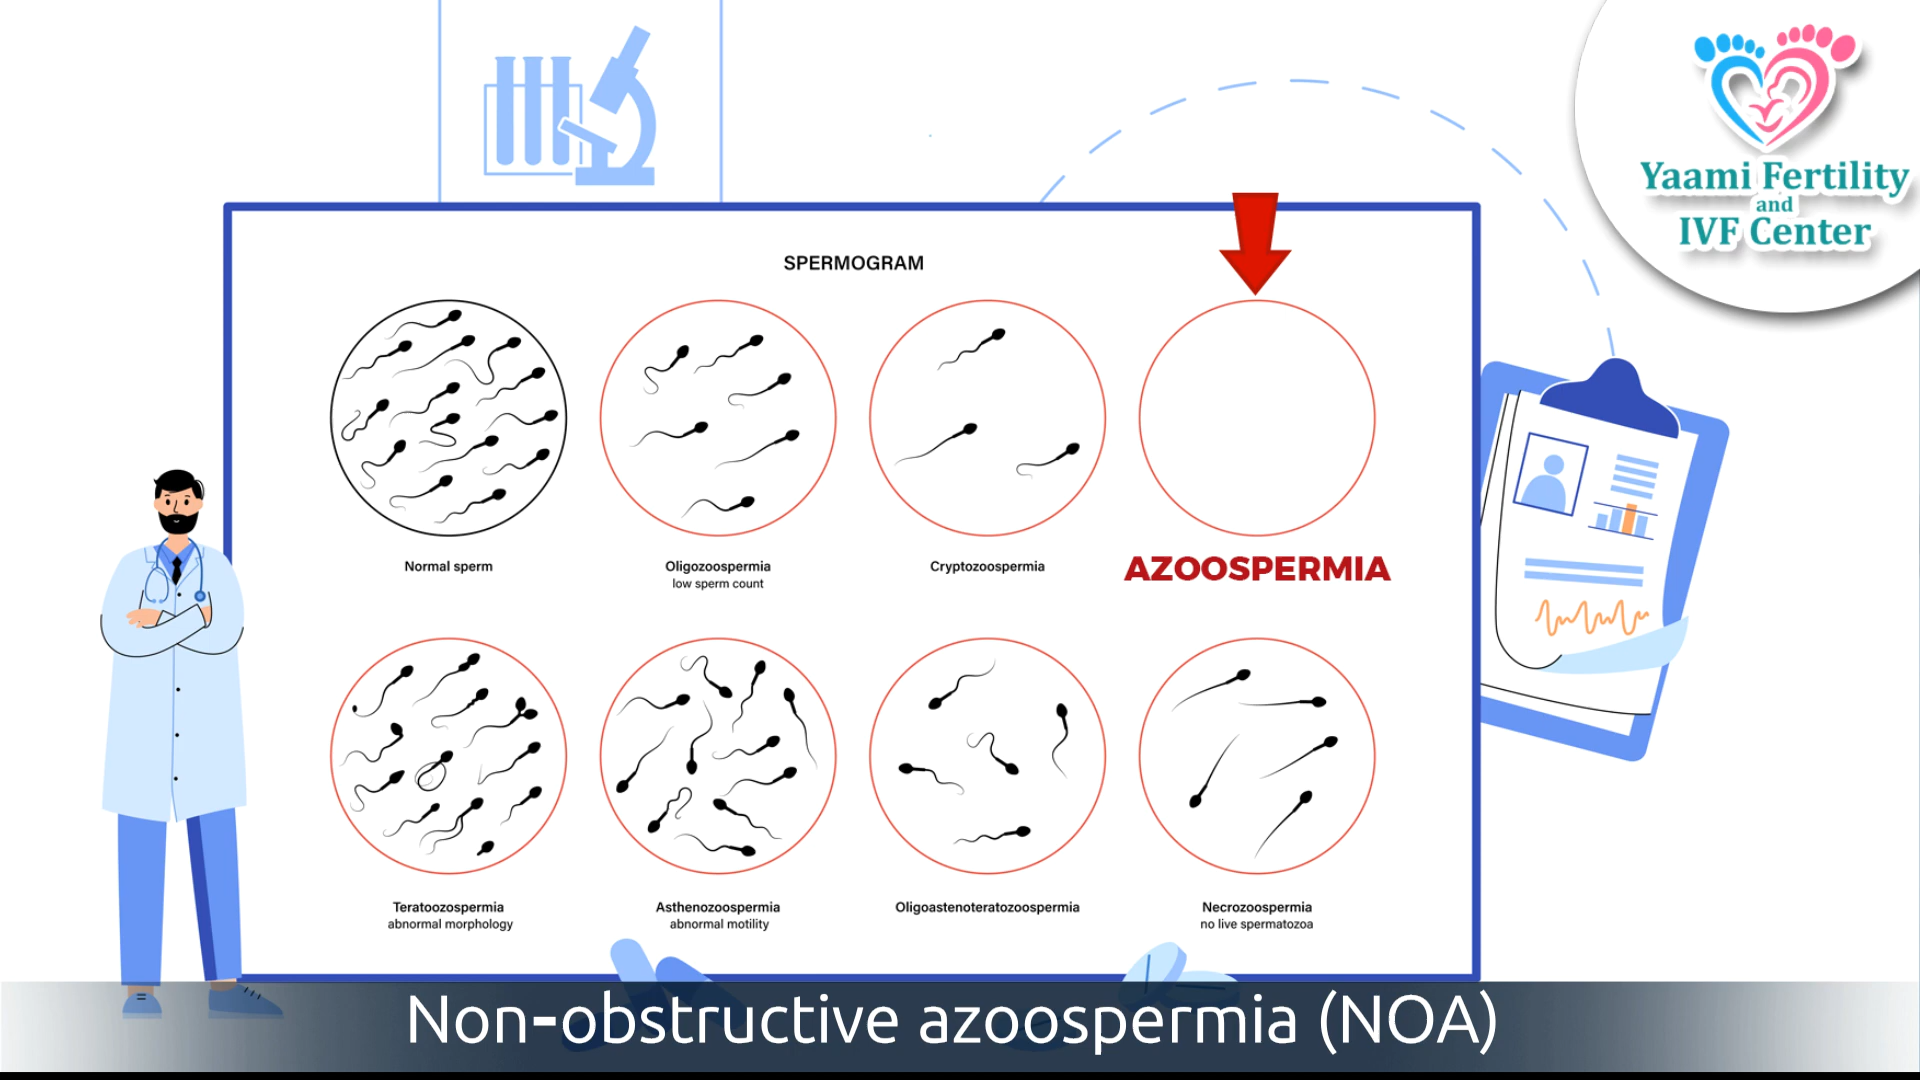 Yaami Fertility
and
IVF Center
SPERMOGRAM
Normal sperm
Oligozoospermia
low sperm count
Cryptozoospermia
AZOOSPERMIA
Teratoozospermia
abnormal morphology
Asthenozoospermia
abnormal motility
Oligoastenoteratozoospermia
Necrozoospermia
no live spermatozoa
Non-obstructive azoospermia (NOA)